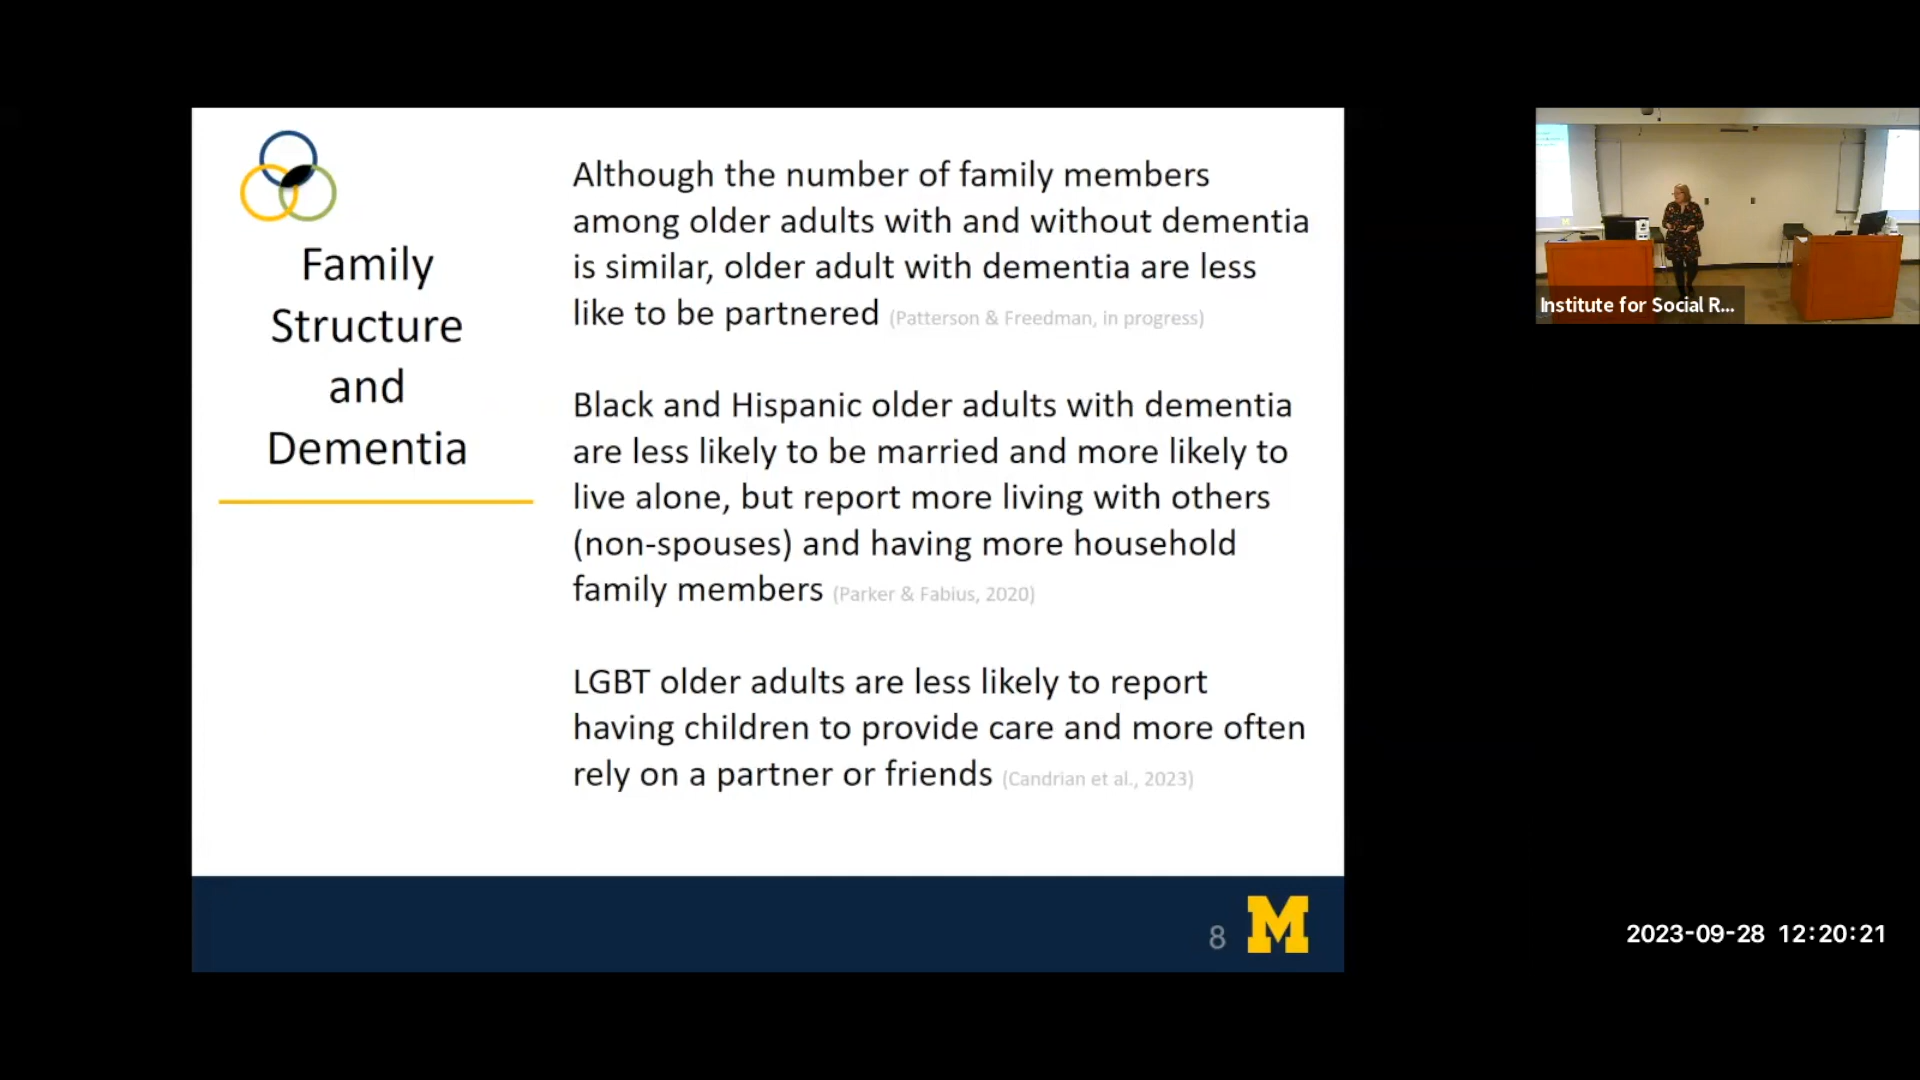 Family
Structure
and
Dementia
Although the number of family members
among older adults with and without dementia
is similar, older adult with dementia are less
like to be partnered (Patterson & Freedman, in progress)
Black and Hispanic older adults with dementia
are less likely to be married and more likely to
live alone, but report more living with others
(non-spouses) and having more household
family members (Parker & Fabius, 2020)
LGBT older adults are less likely to report
having children to provide care and more often
rely on a partner or friends (Candrian et al., 2023)
8
M
Institute for Social R...
2023-09-28 12:20:21